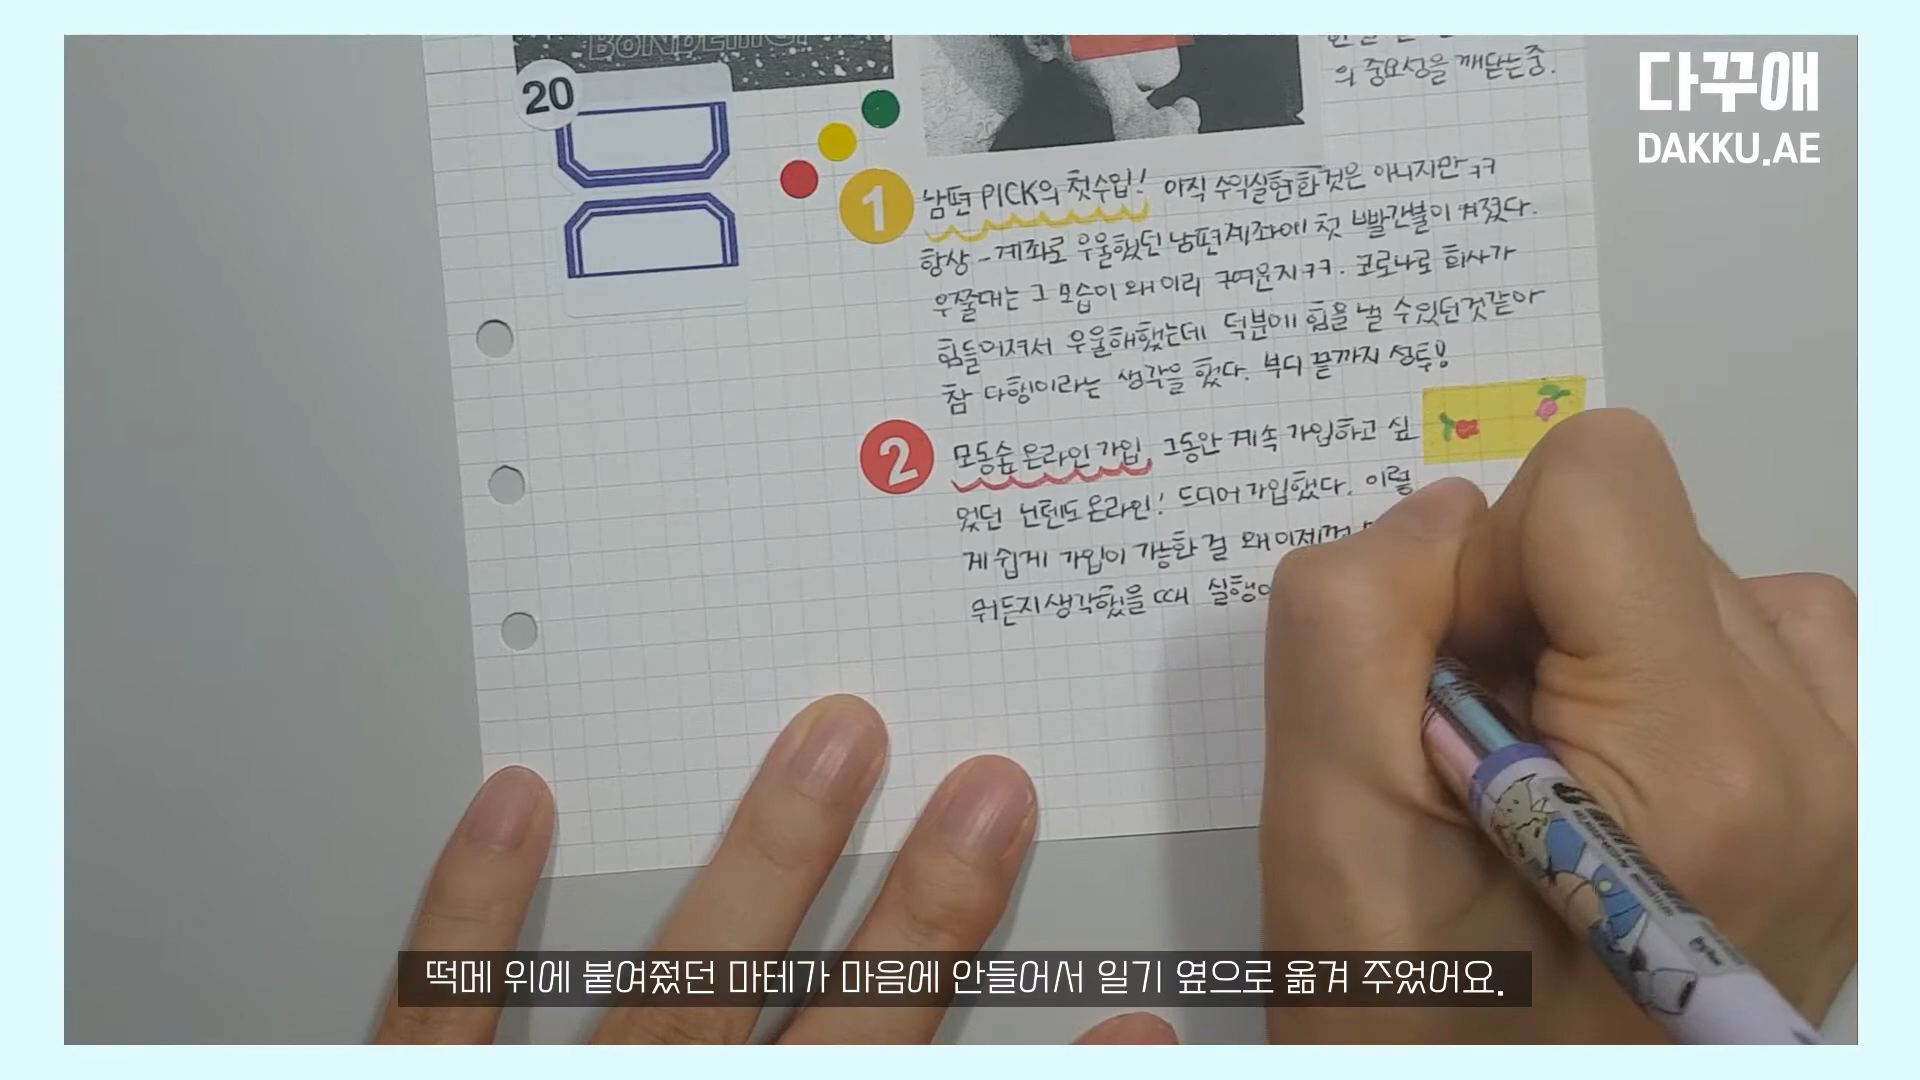 다꾸애
DAKKU.AE
의 중요성을 깨닫는중.
20
1
남편 PICK의 첫수입! 아직 수익실현한것은 아니지만ㅋㅋ
항상 - 계좌로 우울했던 남편계좌에 첫 빨간불이 켜졌다.
우쭐대는 그 모습이 왜이리 구여운지ㅋㅋ. 코로나로 회사가
힘들어져서 우울해했는데 덕분에 힘을 낼 수있던것같아
참 다행이라는 생각을 했다. 부디 끝까지 성투!
2
모동숲온라인가입, 그동안 계속 가입하고 싶
었던 닌텐도온라인! 드디어가입했다. 이렇
게 쉽게 가입이 가능한 걸 왜이제껏
뭐든지생각했을때
떡메 위에 붙여졌던 마테가 마음에 안들어서 일기 옆으로 옮겨 주었어요.